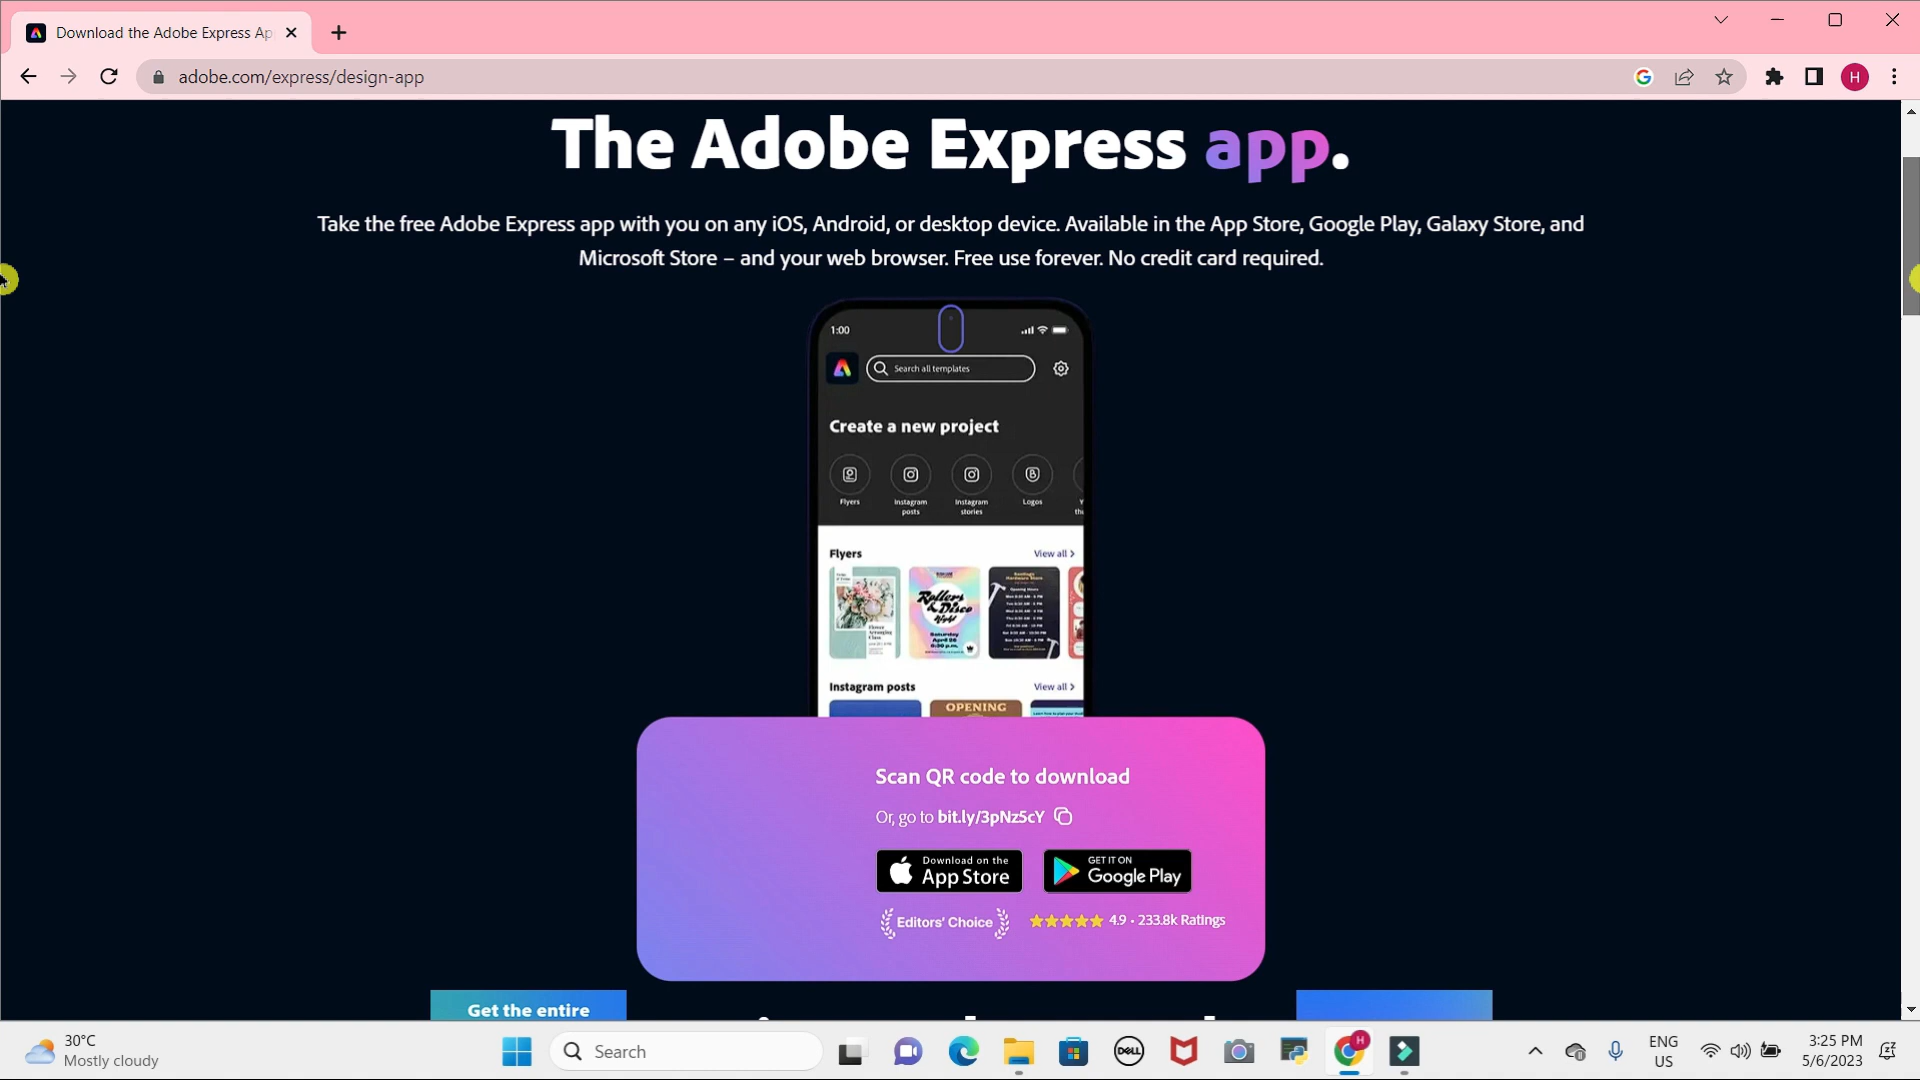 Download the Adobe Express Ap
adobe.com/express/design-app
H
The Adobe Express app.
Take the free Adobe Express app with you on any iOS, Android, or desktop device. Available in the App Store, Google Play, Galaxy Store, and
Microsoft Store – and your web browser. Free use forever. No credit card required.
1:00
Search all templates
Create a new project
Flyers
Instagram
posts
Instagram
stories
Logos
Flyers
View all >
Rollers
& Disco
Night
Saturday
Instagram posts
View all >
OPENING
Scan QR code to download
Or, go to bit.ly/3pNz5cY
Download on the
App Store
GET IT ON
Google Play
Editors' Choice
4.9 • 233.8k Ratings
Get the entire
30°C
Mostly cloudy
Search
DELL
H
ENG
US
3:25 PM
5/6/2023